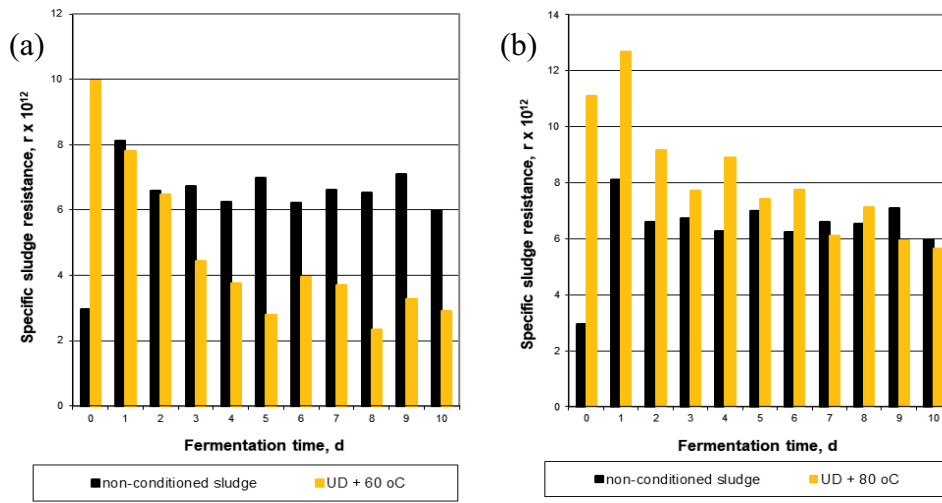 (a)
Specific sludge resistance, r x 10¹²
12
10
8
6
4
2
0
0 1 2 3 4 5 6 7 8 9 10
Fermentation time, d
non-conditioned sludge UD + 60 oC
(b)
Specific sludge resistance, r x 10¹²
14
12
10
8
6
4
2
0
0 1 2 3 4 5 6 7 8 9 10
Fermentation time, d
non-conditioned sludge UD + 80 oC